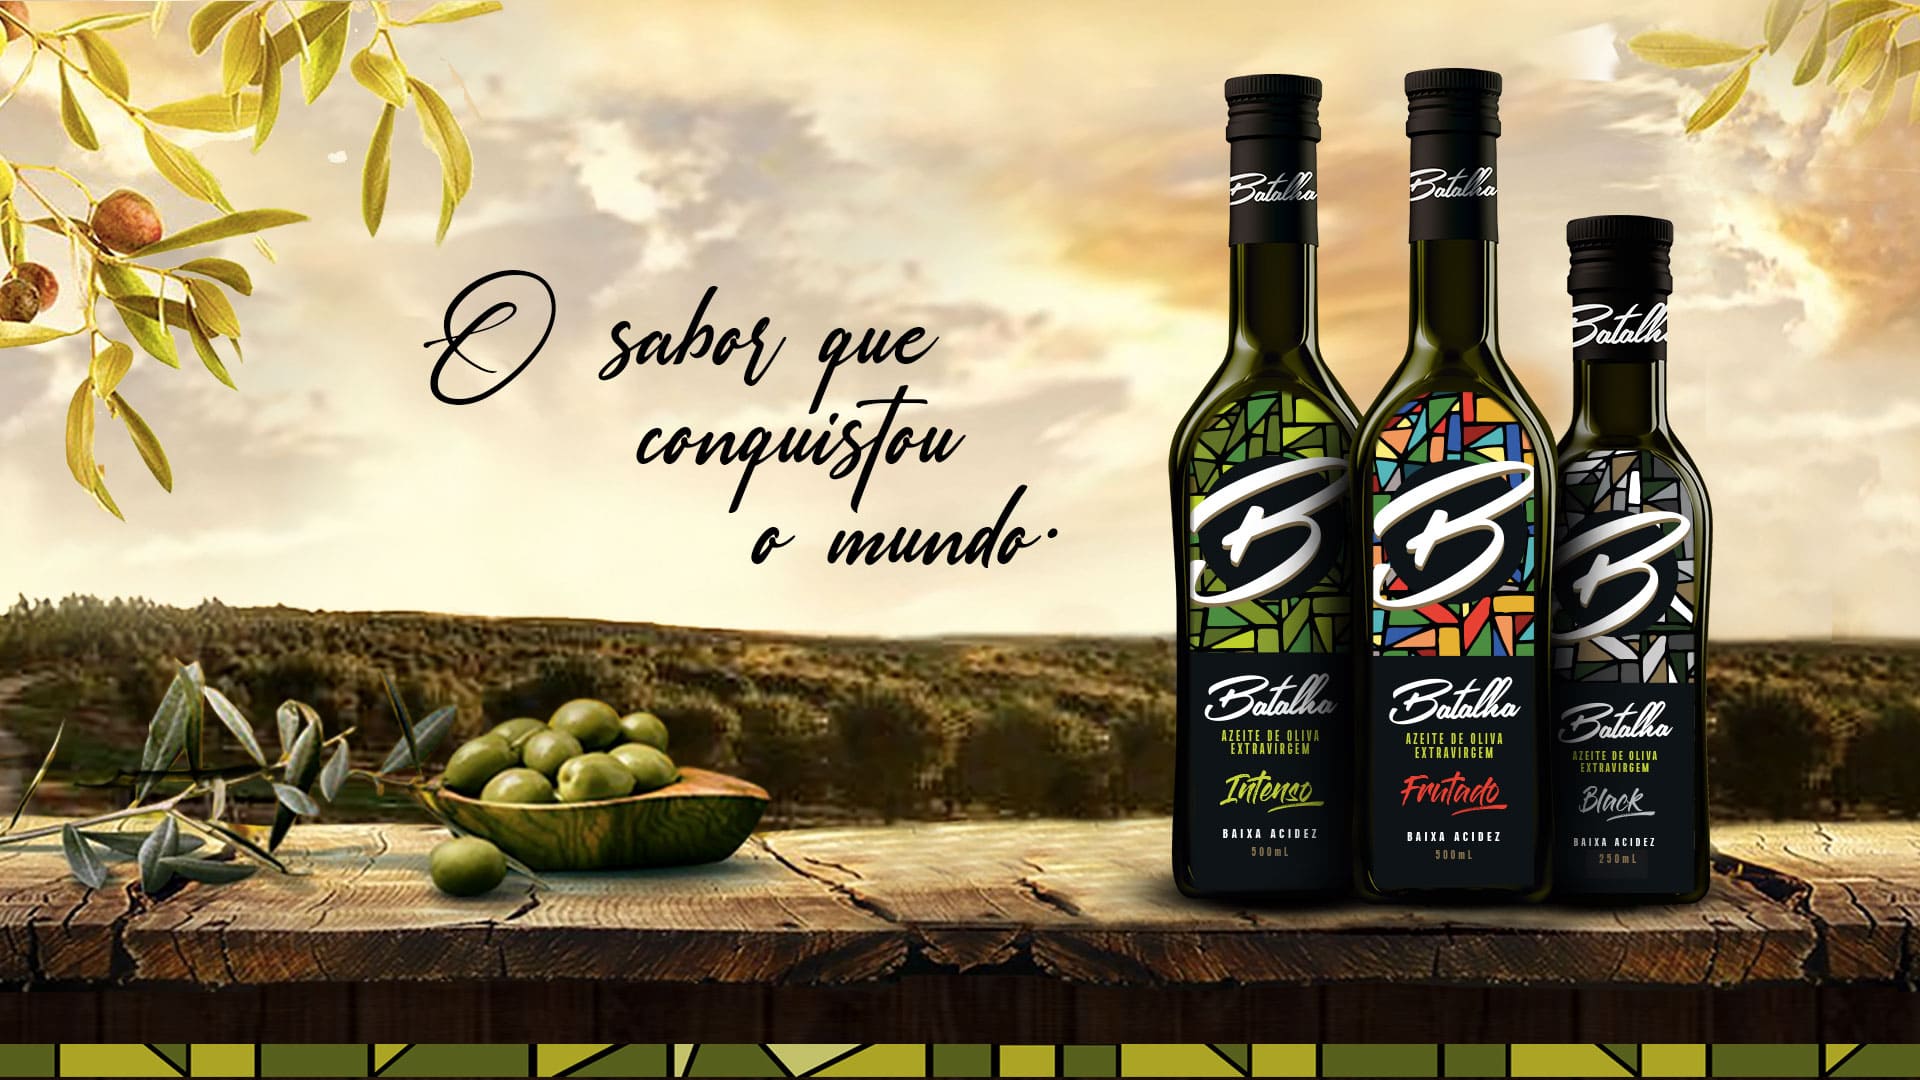 O sabor que
conquistou
o mundo.
Batalha
B
Batalha
AZEITE DE OLIVA
EXTRAVIRGEM
Intenso
BAIXA ACIDEZ
500mL
Batalha
B
Batalha
AZEITE DE OLIVA
EXTRAVIRGEM
Frutado
BAIXA ACIDEZ
500mL
Batalha
B
Batalha
AZEITE DE OLIVA
EXTRAVIRGEM
Black
BAIXA ACIDEZ
250mL